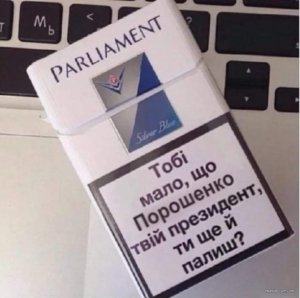 Т
Ь
PARLIAMENT
Silver Blue
Тобі
мало, що
Порошенко
твій президент,
ти ще й
палиш?